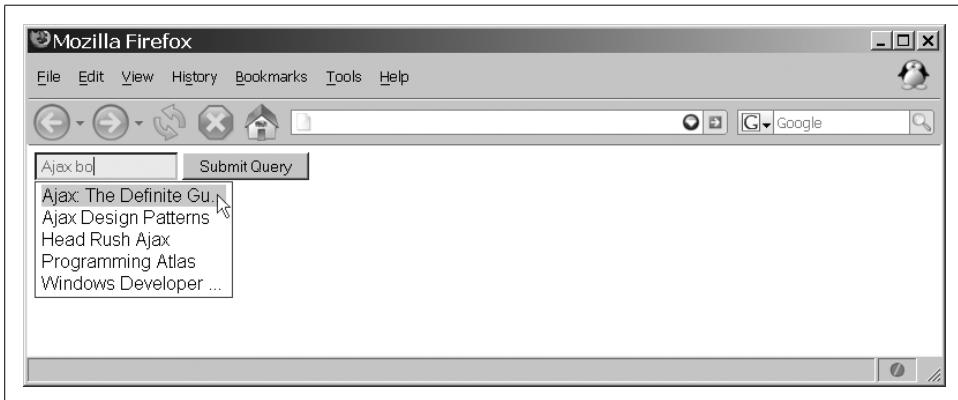 Mozilla Firefox
File Edit View History Bookmarks Tools Help
G Google
Ajax bo Submit Query
Ajax: The Definite Gu...
Ajax Design Patterns
Head Rush Ajax
Programming Atlas
Windows Developer ...